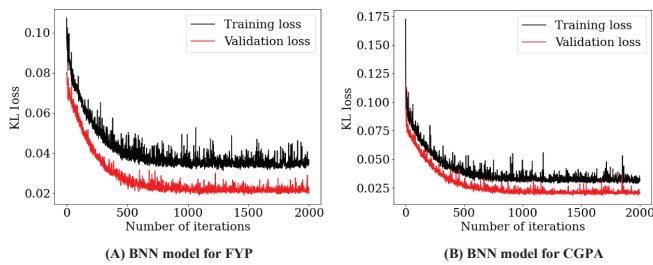 Training loss
Validation loss
0.10
0.08
0.06
0.04
0.02
KL loss
0
500
1000
1500
2000
Number of iterations
(A) BNN model for FYP
Training loss
Validation loss
0.175
0.150
0.125
0.100
0.075
0.050
0.025
KL loss
0
500
1000
1500
2000
Number of iterations
(B) BNN model for CGPA